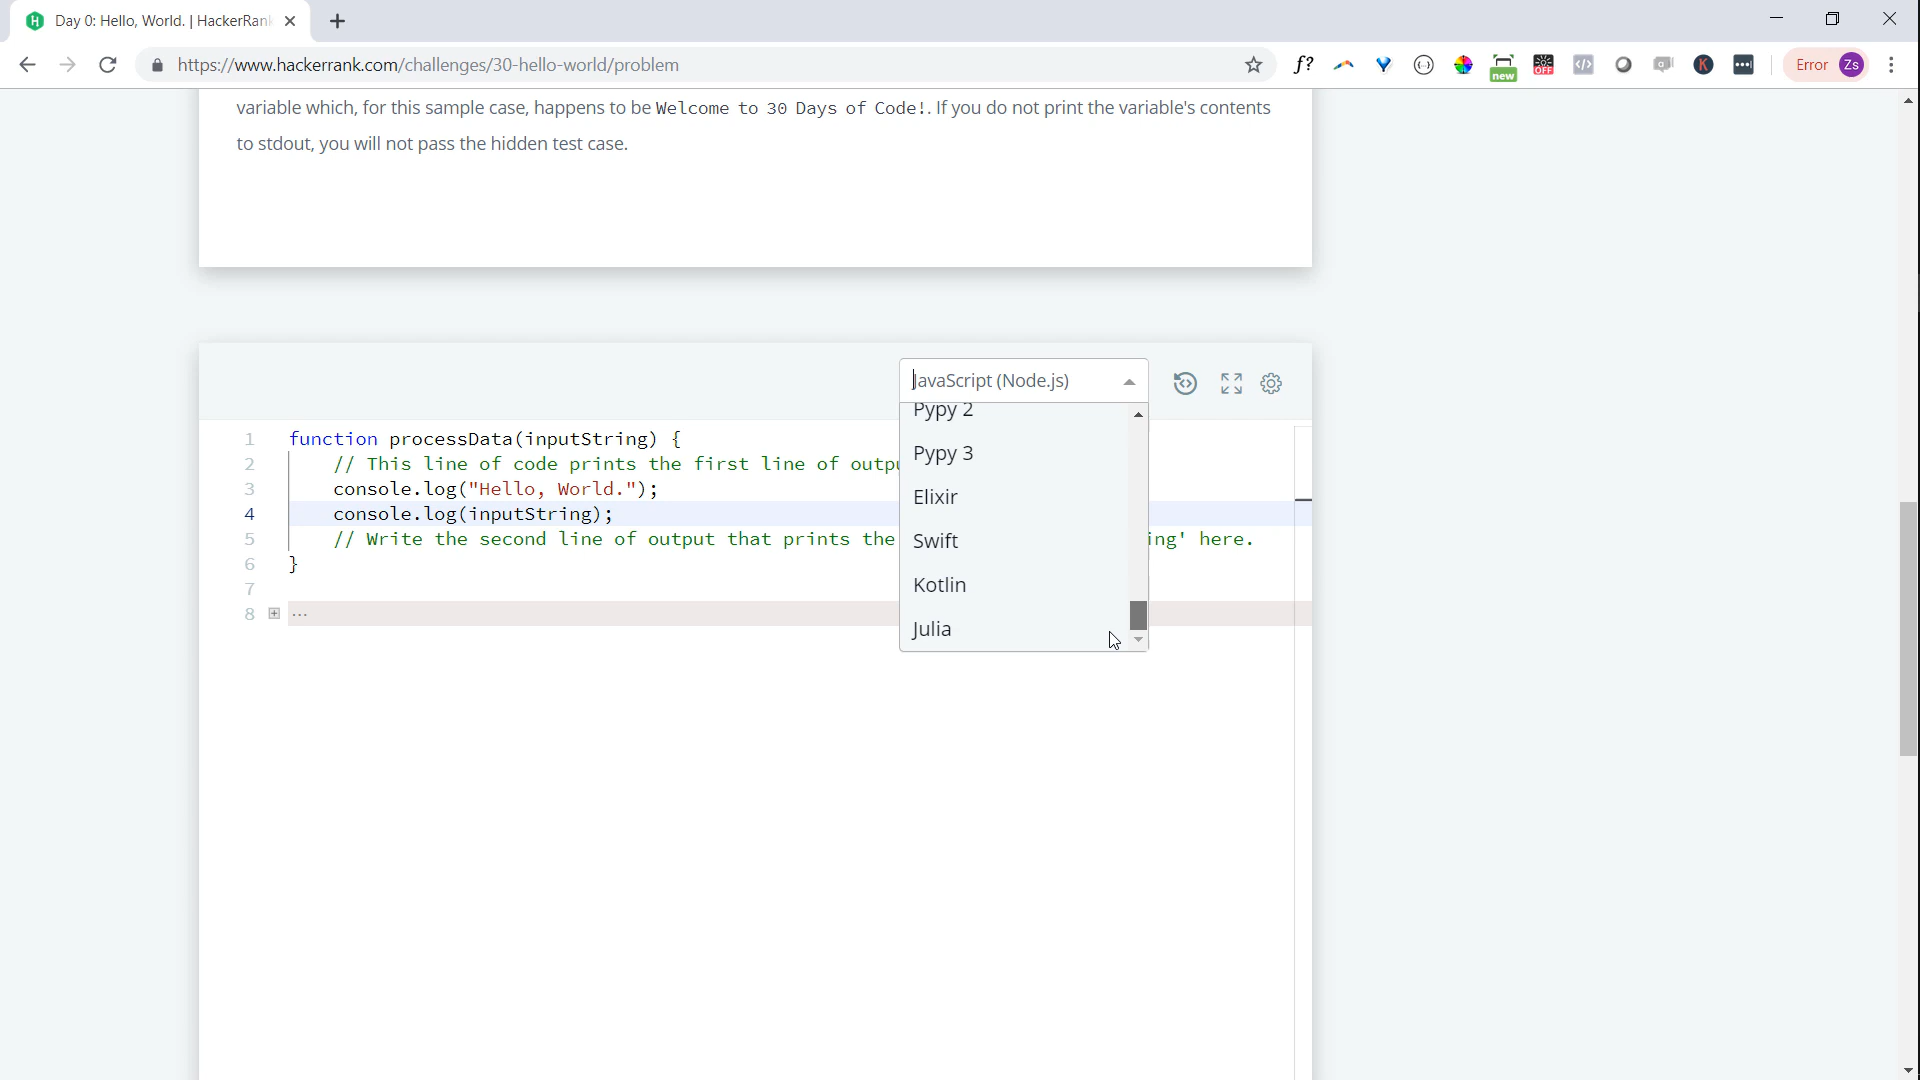 Day 0: Hello, World. | HackerRank
https://www.hackerrank.com/challenges/30-hello-world/problem
f?
new
OFF
K
Error Zs
variable which, for this sample case, happens to be Welcome to 30 Days of Code!. If you do not print the variable's contents
to stdout, you will not pass the hidden test case.
JavaScript (Node.js)
Pypy 2
Pypy 3
Elixir
Swift
Kotlin
Julia
1 function processData(inputString) {
2 // This line of code prints the first line of outpu
3 console.log("Hello, World.");
4 console.log(inputString);
5 // Write the second line of output that prints the ing' here.
6 }
7
8 ...